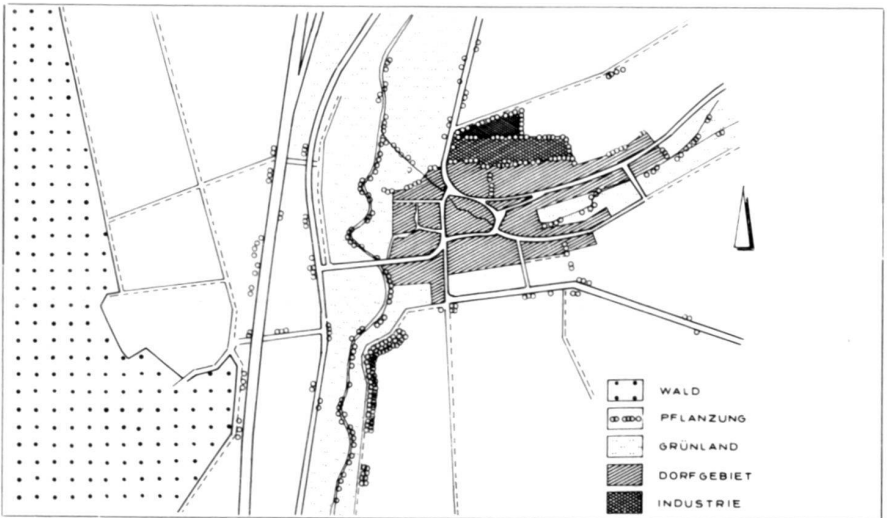 WALD
PFLANZUNG
GRÜNLAND
DORFGEBIET
INDUSTRIE